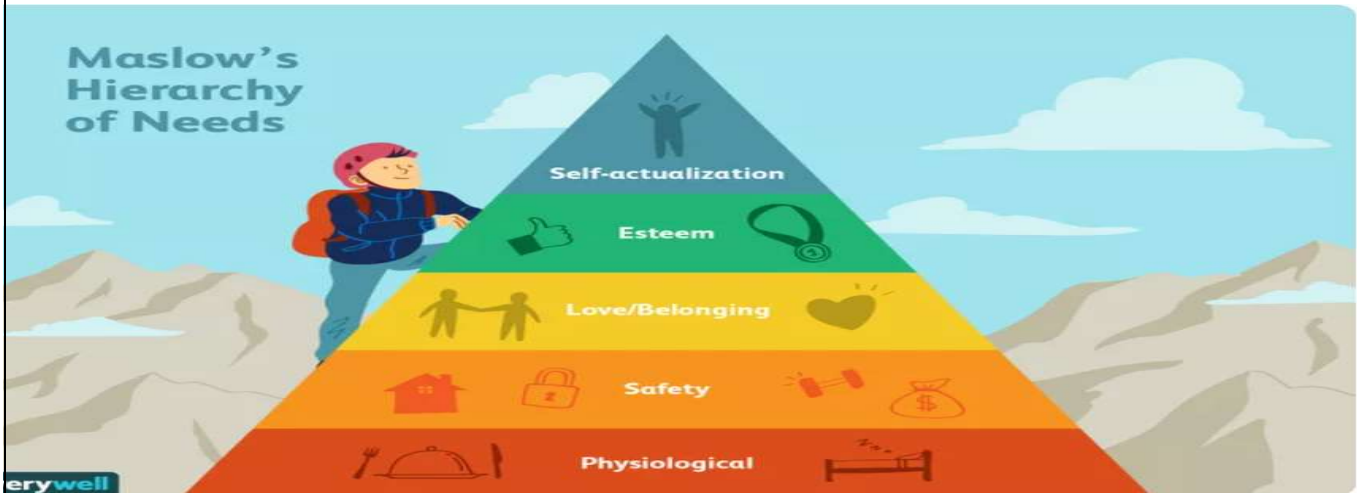 Maslow's
Hierarchy
of Needs
Self-actualization
Esteem
Love/Belonging
Safety
$
Physiological
erywell